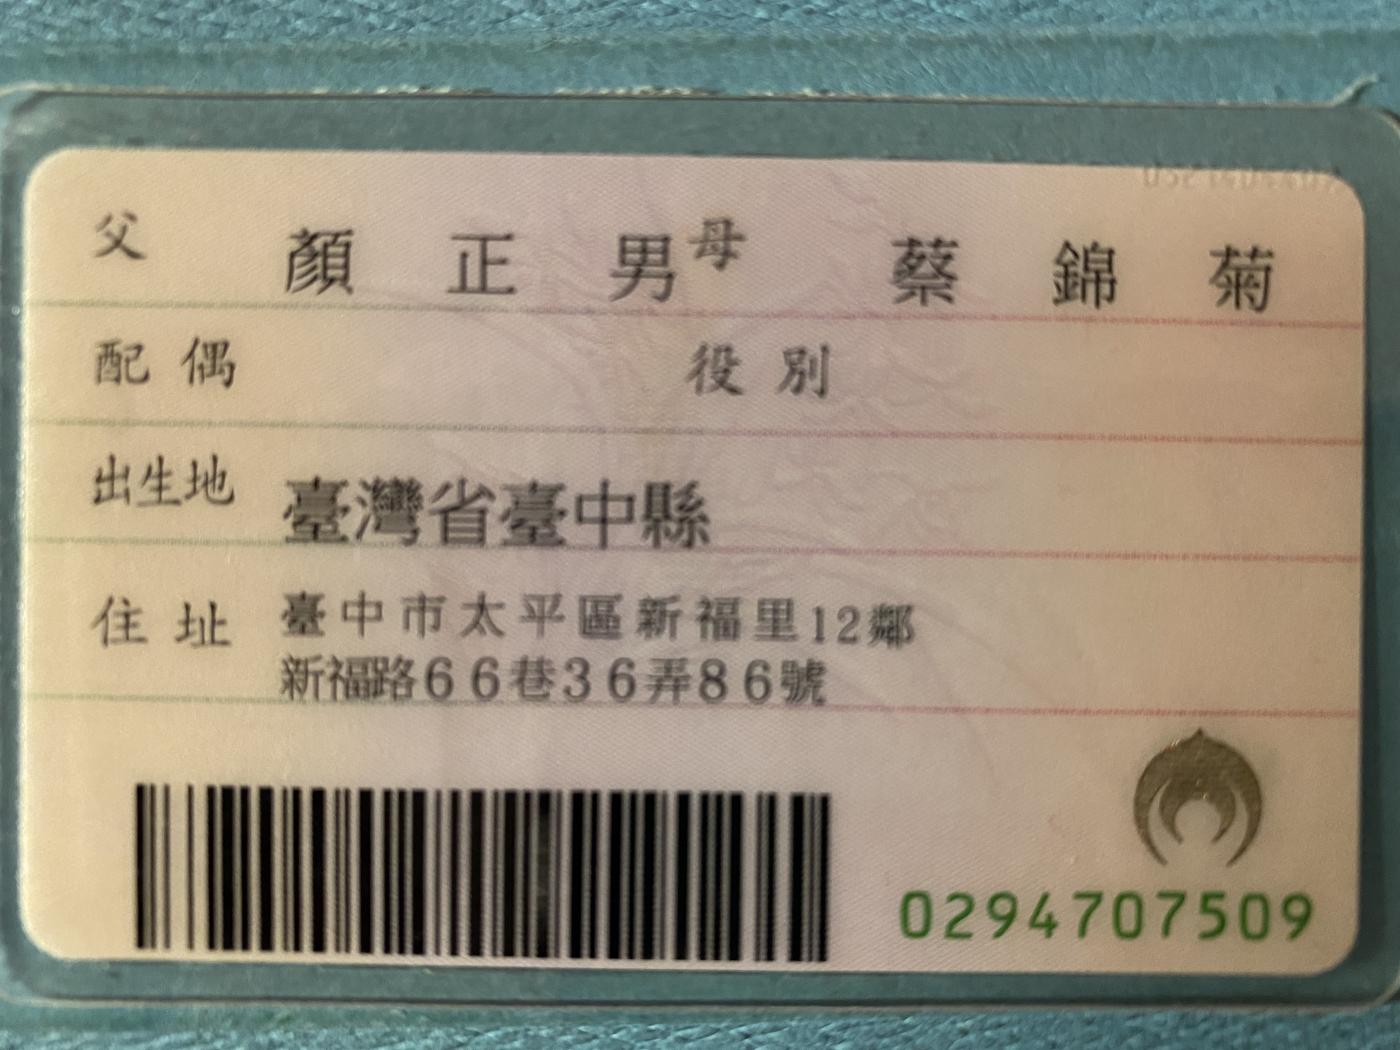 父 顏正男 母 蔡錦菊
配偶 役別
出生地 臺灣省臺中縣
住址 臺中市太平區新福里12鄰
新福路66巷36弄86號
0294707509